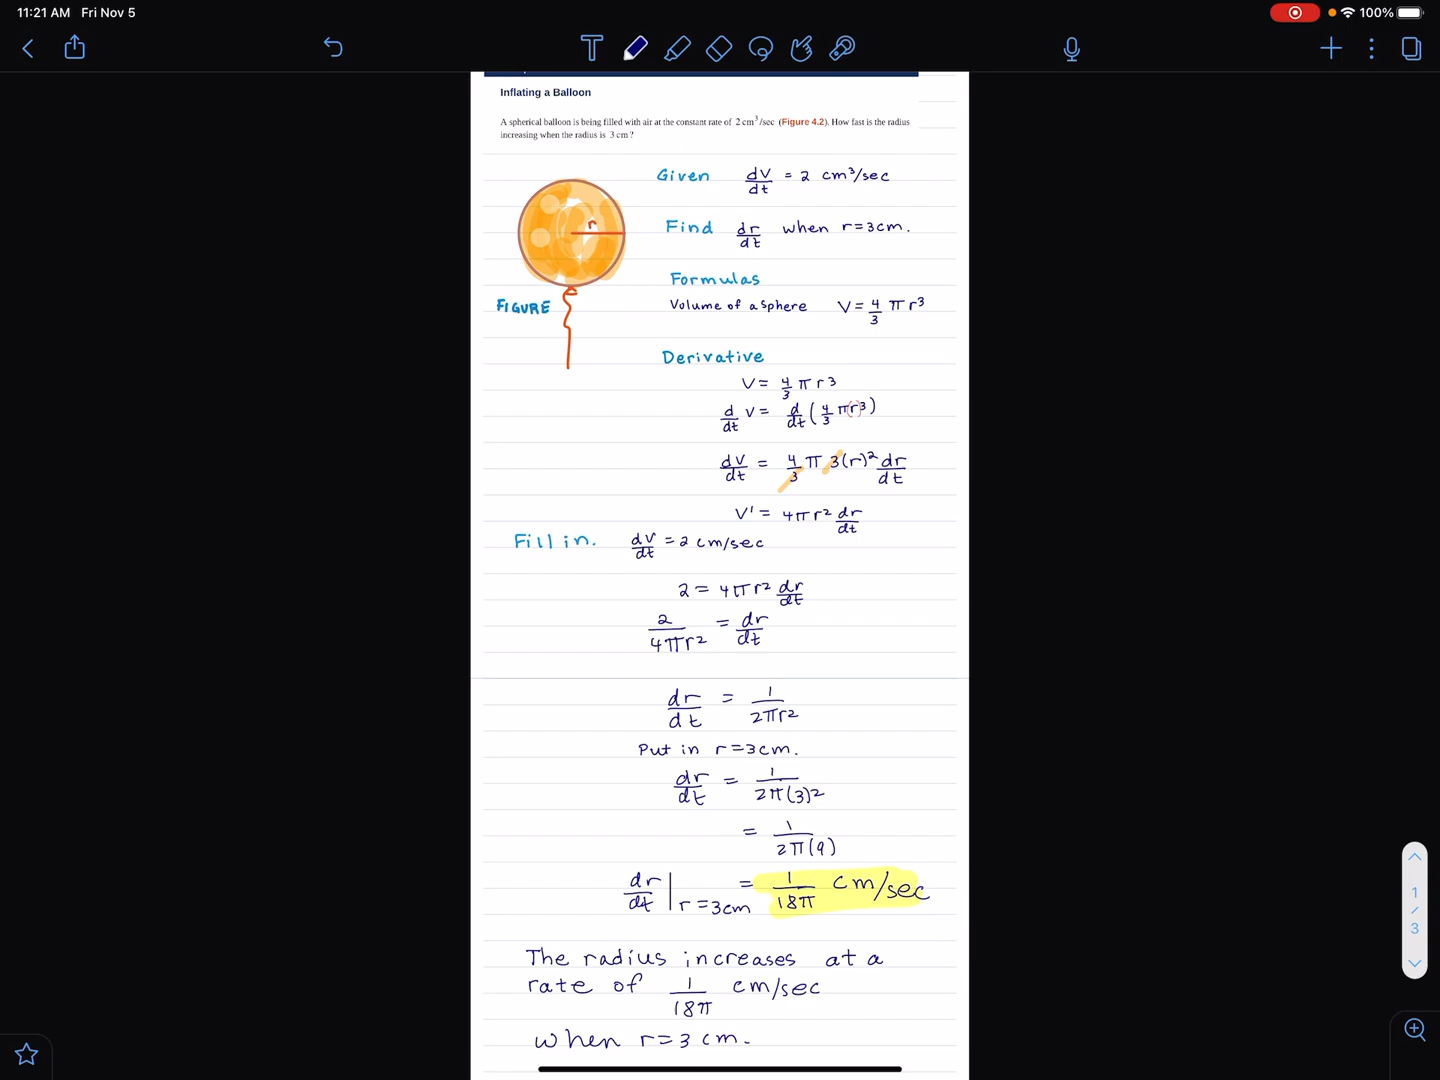 11:21 AM Fri Nov 5
100%
Inflating a Balloon
A spherical balloon is being filled with air at the constant rate of 2 cm³/sec (Figure 4.2). How fast is the radius
increasing when the radius is 3 cm?
Given dV/dt = 2 cm³/sec
r
Find dr/dt when r=3cm.
Formulas
FIGURE
Volume of a sphere V = 4/3 π r³
Derivative
V = 4/3 π r³
d/dt V = d/dt (4/3 π(r)³)
dV/dt = 4/3 π 3(r)² dr/dt
V' = 4πr² dr/dt
Fill in. dV/dt = 2 cm/sec
2 = 4πr² dr/dt
2/4πr² = dr/dt
dr/dt = 1/2πr²
Put in r=3cm.
dr/dt = 1/2π(3)²
= 1/2π(9)
dr/dt | r=3cm = 1/18π cm/sec
The radius increases at a
rate of 1/18π cm/sec
when r=3 cm.
1
/
3